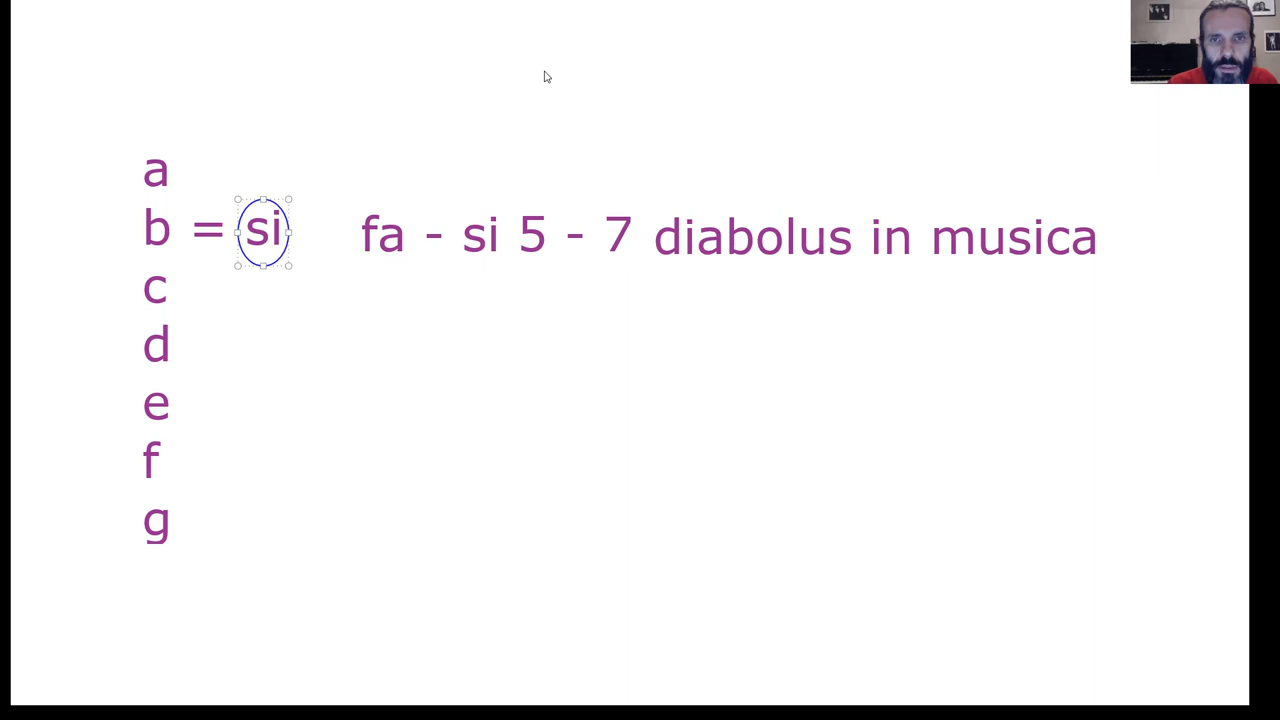 a
b = si fa - si 5 - 7 diabolus in musica
c
d
e
f
g